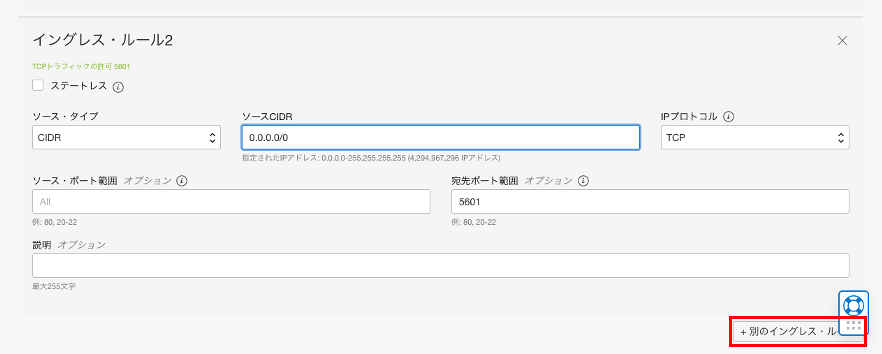 イングレス・ルール2
TCPトラフィックの許可 5601
ステートレス
ソース・タイプ
ソースCIDR
IPプロトコル
CIDR
0.0.0.0/0
TCP
指定されたIPアドレス: 0.0.0.0-255.255.255.255 (4,294,967,296 IPアドレス)
ソース・ポート範囲 オプション
宛先ポート範囲 オプション
All
5601
例: 80, 20-22
例: 80, 20-22
説明 オプション
最大255文字
+ 別のイングレス・ル